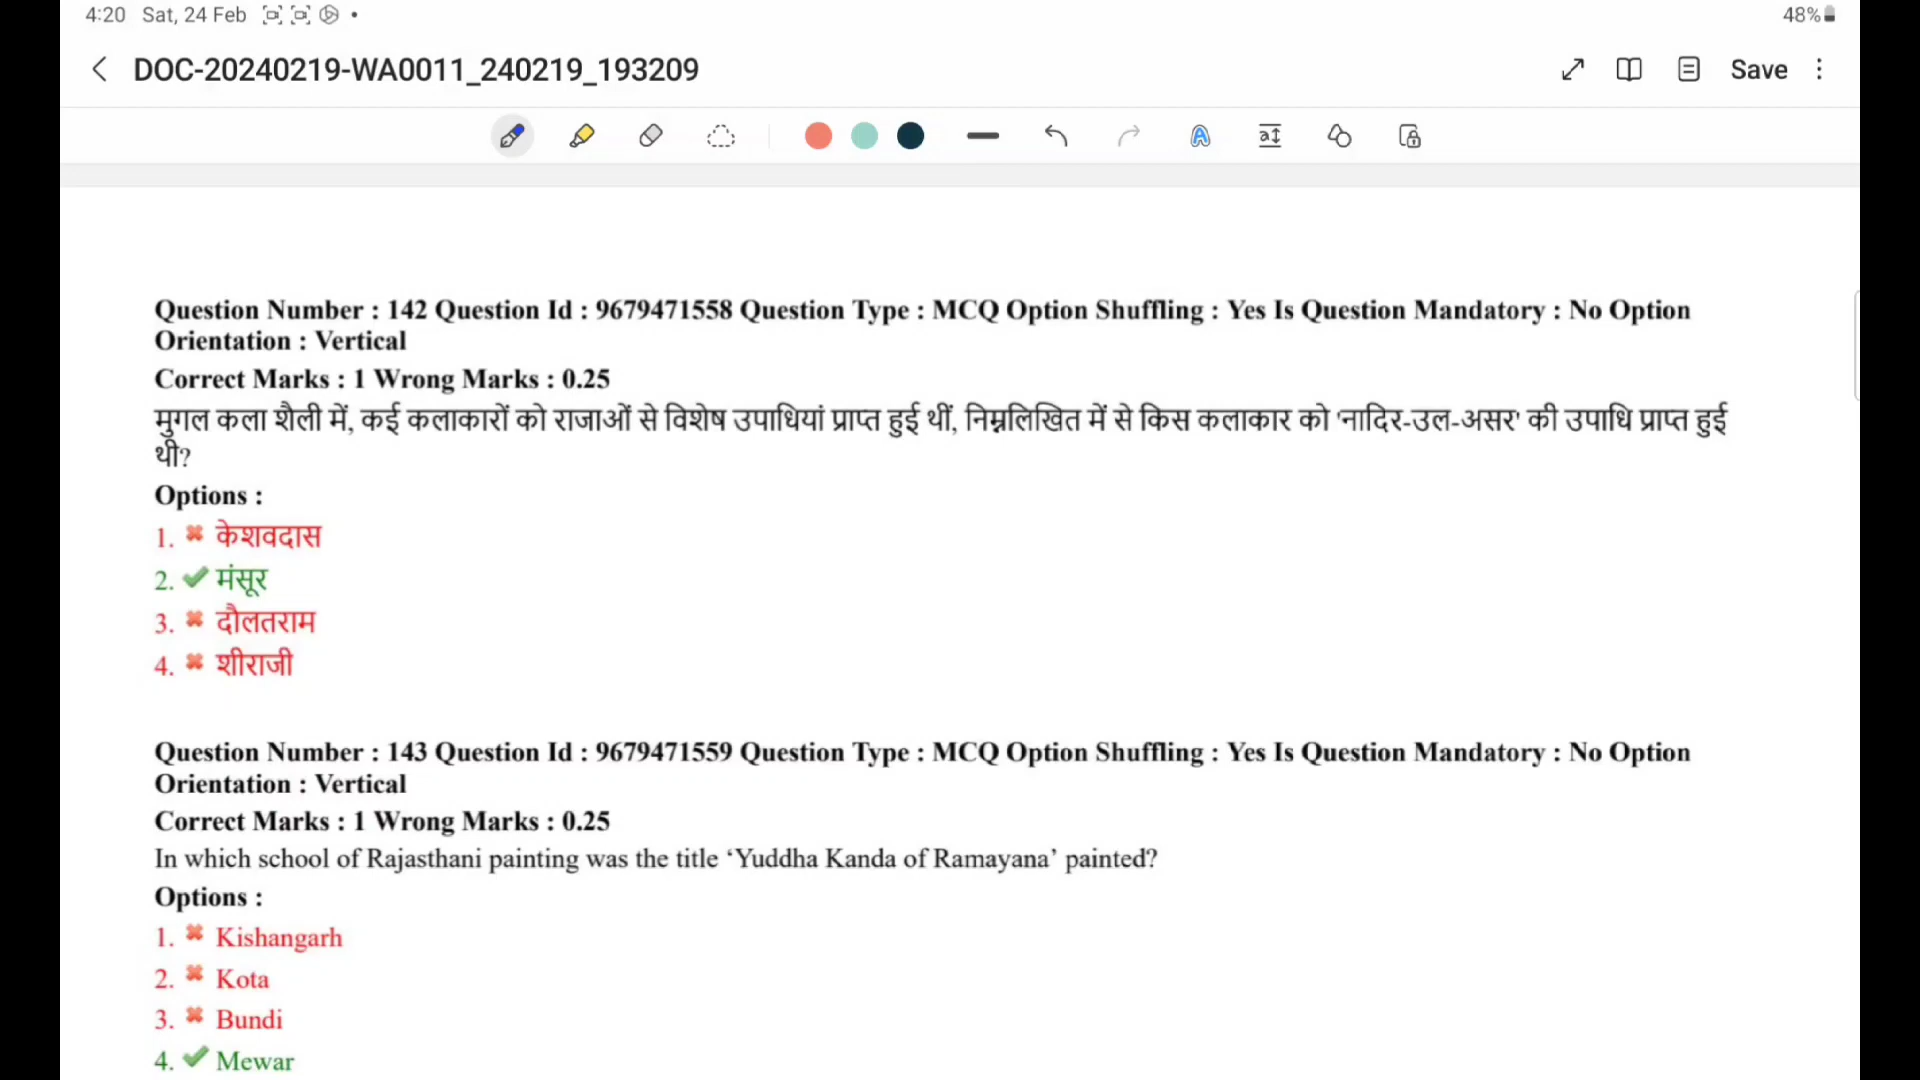 4:20 Sat, 24 Feb
48%
DOC-20240219-WA0011_240219_193209
Save
Question Number : 142 Question Id : 9679471558 Question Type : MCQ Option Shuffling : Yes Is Question Mandatory : No Option
Orientation : Vertical
Correct Marks : 1 Wrong Marks : 0.25
मुगल कला शैली में, कई कलाकारों को राजाओं से विशेष उपाधियां प्राप्त हुई थीं, निम्नलिखित में से किस कलाकार को 'नादिर-उल-असर' की उपाधि प्राप्त हुई
थी?
Options :
1. केशवदास
2. मंसूर
3. दौलतराम
4. शीराजी
Question Number : 143 Question Id : 9679471559 Question Type : MCQ Option Shuffling : Yes Is Question Mandatory : No Option
Orientation : Vertical
Correct Marks : 1 Wrong Marks : 0.25
In which school of Rajasthani painting was the title ‘Yuddha Kanda of Ramayana’ painted?
Options :
1. Kishangarh
2. Kota
3. Bundi
4. Mewar